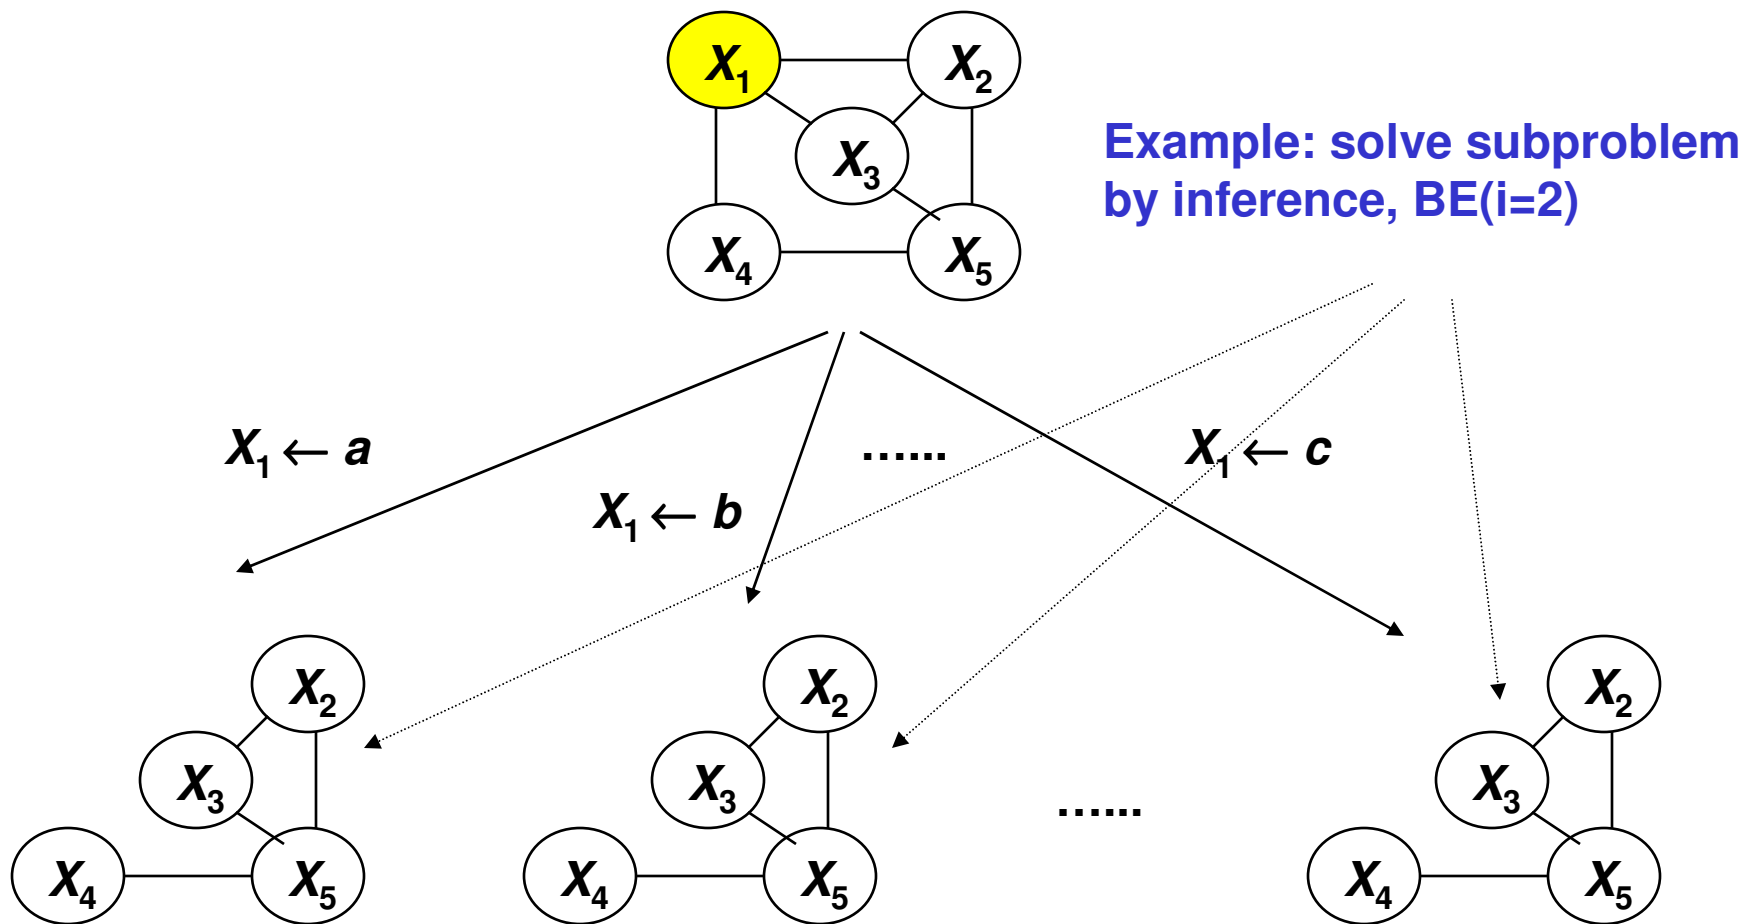 X1 X2
Example: solve subproblem
by inference, BE(i=2)
X3
X4 X5
X1 ← a
…...
X1 ← c
X1 ← b
X2 X2 X2
X3 X3 X3
…...
X4 X5 X4 X5 X4 X5